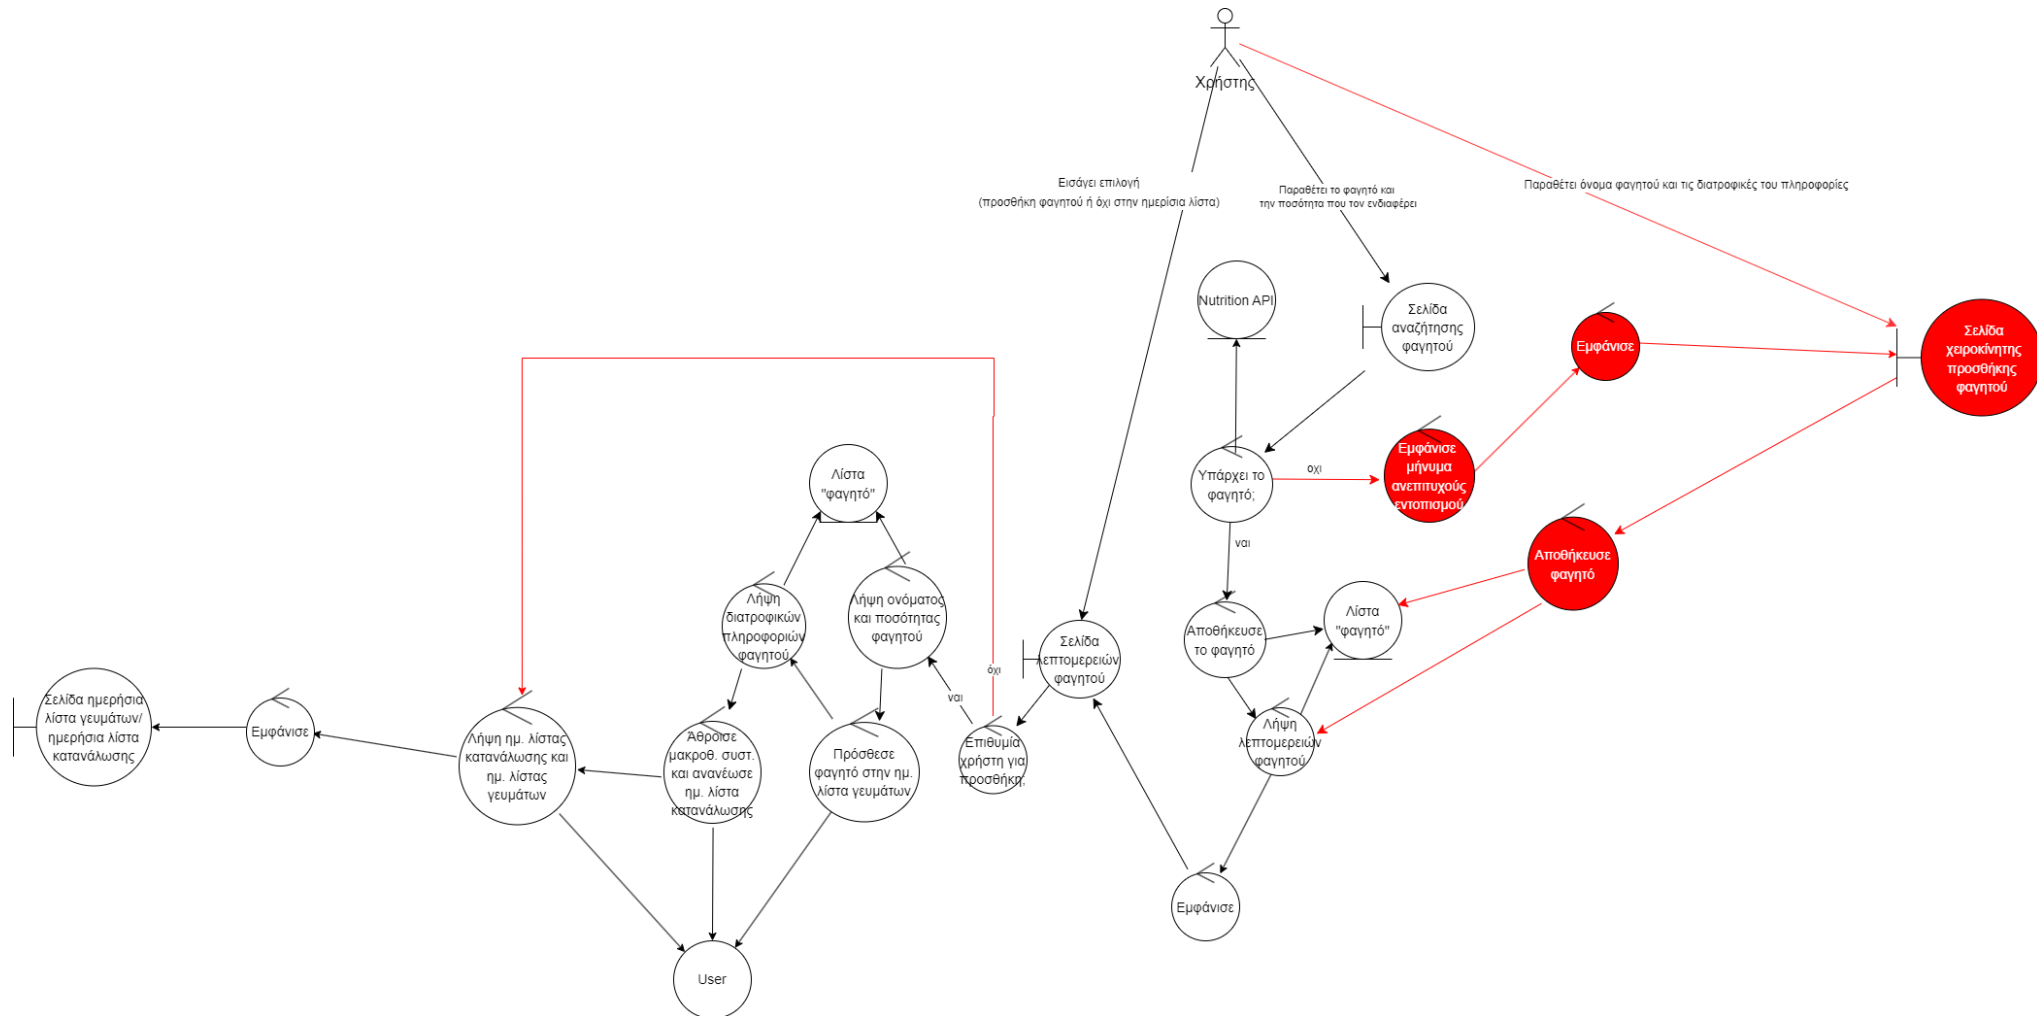 Χρήστης
Εισάγει επιλογή
(προσθήκη φαγητού ή όχι στην ημερίσια λίστα)
Παραθέτει το φαγητό και
την ποσότητα που τον ενδιαφέρει
Παραθέτει όνομα φαγητού και τις διατροφικές του πληροφορίες
Nutrition API
Σελίδα
αναζήτησης
φαγητού
Εμφάνισε
Σελίδα
χειροκίνητης
προσθήκης
φαγητού
Υπάρχει το
φαγητό;
οχι
Εμφάνισε
μήνυμα
ανεπιτυχούς
εντοπισμού
ναι
Αποθήκευσε
φαγητό
Λίστα
"φαγητό"
Λήψη
διατροφικών
πληροφοριών
φαγητού
Λήψη ονόματος
και ποσότητας
φαγητού
Αποθήκευσε
το φαγητό
Λίστα
"φαγητό"
Σελίδα
λεπτομερειών
φαγητού
όχι
ναι
Σελίδα ημερήσια
λίστα γευμάτων/
ημερήσια λίστα
κατανάλωσης
Εμφάνισε
Λήψη ημ. λίστας
κατανάλωσης και
ημ. λίστας
γευμάτων
Άθροισε
μακροθ. συστ.
και ανανέωσε
ημ. λίστα
κατανάλωσης
Πρόσθεσε
φαγητό στην ημ.
λίστα γευμάτων
Επιθυμία
χρήστη για
προσθήκη;
Λήψη
λεπτομερειών
φαγητού
Εμφάνισε
User